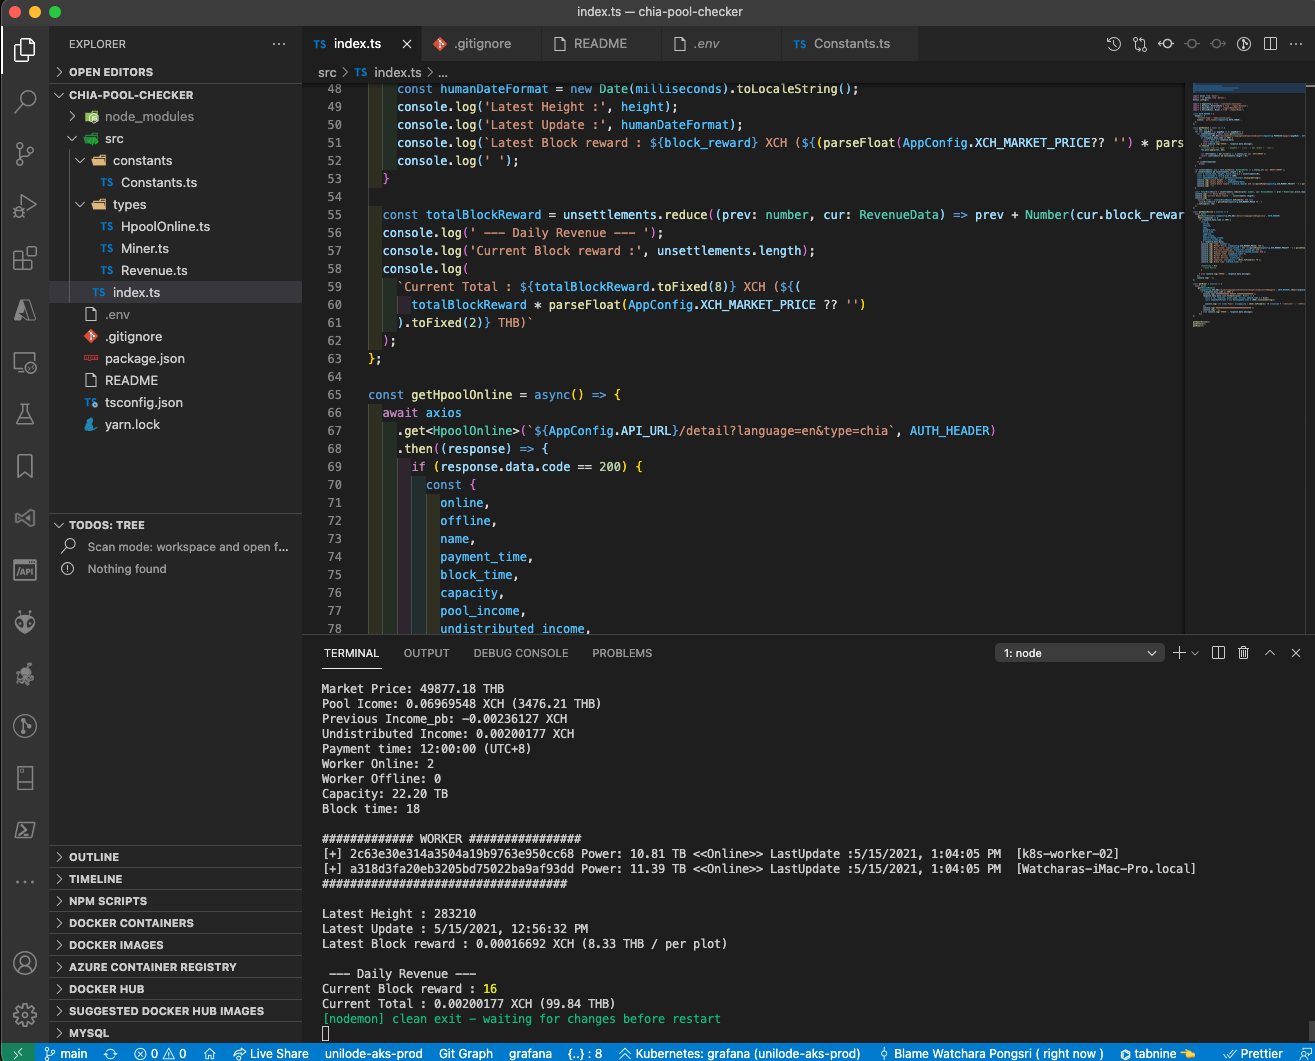 index.ts — chia-pool-checker
EXPLORER
OPEN EDITORS
CHIA-POOL-CHECKER
node_modules
src
constants
TS Constants.ts
types
TS HpoolOnline.ts
TS Miner.ts
TS Revenue.ts
TS index.ts
.env
.gitignore
package.json
README
tsconfig.json
yarn.lock
TODOS: TREE
Scan mode: workspace and open f...
Nothing found
OUTLINE
TIMELINE
NPM SCRIPTS
DOCKER CONTAINERS
DOCKER IMAGES
AZURE CONTAINER REGISTRY
DOCKER HUB
SUGGESTED DOCKER HUB IMAGES
MYSQL
TS index.ts
.gitignore
README
.env
TS Constants.ts
src > TS index.ts > ...
48 const humanDateFormat = new Date(milliseconds).toLocaleString();
49 console.log('Latest Height :', height);
50 console.log('Latest Update :', humanDateFormat);
51 console.log(`Latest Block reward : ${block_reward} XCH (${(parseFloat(AppConfig.XCH_MARKET_PRICE?? '') * pars
52 console.log(' ');
53 }
54
55 const totalBlockReward = unsettlements.reduce((prev: number, cur: RevenueData) => prev + Number(cur.block_rewar
56 console.log(' --- Daily Revenue --- ');
57 console.log('Current Block reward :', unsettlements.length);
58 console.log(
59 `Current Total : ${totalBlockReward.toFixed(8)} XCH (${(
60 totalBlockReward * parseFloat(AppConfig.XCH_MARKET_PRICE ?? '')
61 ).toFixed(2)} THB)`
62 );
63 };
64
65 const getHpoolOnline = async() => {
66 await axios
67 .get<HpoolOnline>(`${AppConfig.API_URL}/detail?language=en&type=chia`, AUTH_HEADER)
68 .then((response) => {
69 if (response.data.code == 200) {
70 const {
71 online,
72 offline,
73 name,
74 payment_time,
75 block_time,
76 capacity,
77 pool_income,
78 undistributed_income,
TERMINAL OUTPUT DEBUG CONSOLE PROBLEMS
1: node
Market Price: 49877.18 THB
Pool Icome: 0.06969548 XCH (3476.21 THB)
Previous Income_pb: -0.00236127 XCH
Undistributed Income: 0.00200177 XCH
Payment time: 12:00:00 (UTC+8)
Worker Online: 2
Worker Offline: 0
Capacity: 22.20 TB
Block time: 18
############# WORKER ################
[+] 2c63e30e314a3504a19b9763e950cc68 Power: 10.81 TB <<Online>> LastUpdate :5/15/2021, 1:04:05 PM [k8s-worker-02]
[+] a318d3fa20eb3205bd75022ba9af93dd Power: 11.39 TB <<Online>> LastUpdate :5/15/2021, 1:04:05 PM [Watcharas-iMac-Pro.local]
###################################
Latest Height : 283210
Latest Update : 5/15/2021, 12:56:32 PM
Latest Block reward : 0.00016692 XCH (8.33 THB / per plot)
--- Daily Revenue ---
Current Block reward : 16
Current Total : 0.00200177 XCH (99.84 THB)
[nodemon] clean exit - waiting for changes before restart
main 0 0 Live Share unilode-aks-prod Git Graph grafana {..} : 8 Kubernetes: grafana (unilode-aks-prod) Blame Watchara Pongsri ( right now ) tabnine Prettier